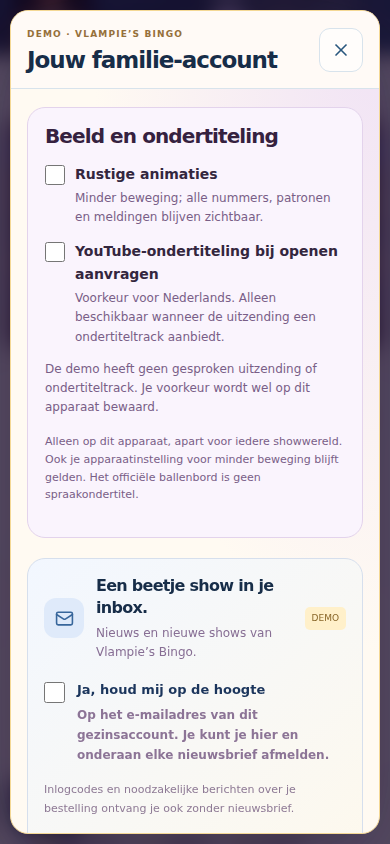 DEMO · VLAMPIE’S BINGO
Jouw familie-account
Beeld en ondertiteling
Rustige animaties
Minder beweging; alle nummers, patronen
en meldingen blijven zichtbaar.
YouTube-ondertiteling bij openen
aanvragen
Voorkeur voor Nederlands. Alleen
beschikbaar wanneer de uitzending een
ondertiteltrack aanbiedt.
De demo heeft geen gesproken uitzending of
ondertiteltrack. Je voorkeur wordt wel op dit
apparaat bewaard.
Alleen op dit apparaat, apart voor iedere showwereld.
Ook je apparaatinstelling voor minder beweging blijft
gelden. Het officiële ballenbord is geen
spraakondertitel.
Een beetje show in je
inbox.
Nieuws en nieuwe shows van
Vlampie’s Bingo.
DEMO
Ja, houd mij op de hoogte
Op het e-mailadres van dit
gezinsaccount. Je kunt je hier en
onderaan elke nieuwsbrief afmelden.
Inlogcodes en noodzakelijke berichten over je
bestelling ontvang je ook zonder nieuwsbrief.